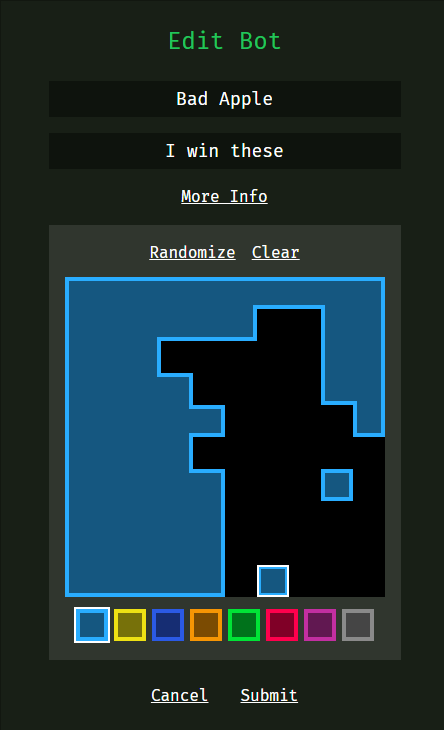 Edit Bot
Bad Apple
I win these
More Info
Randomize Clear
Cancel Submit